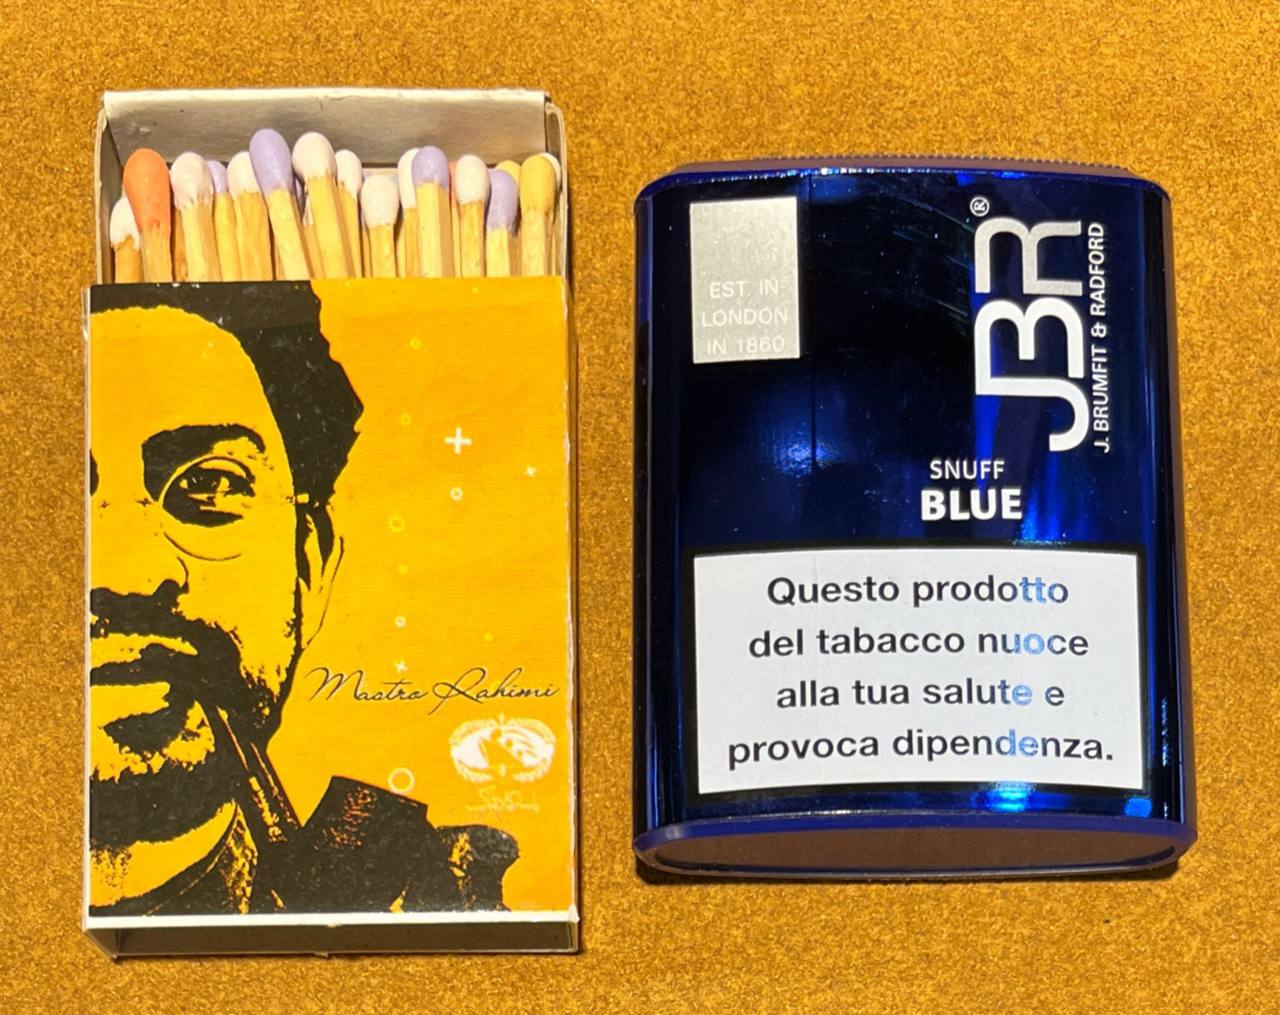 Mastro Rahimi
EST. IN
LONDON
IN 1860
JBR®
J. BRUMFIT & RADFORD
SNUFF
BLUE
Questo prodotto
del tabacco nuoce
alla tua salute e
provoca dipendenza.